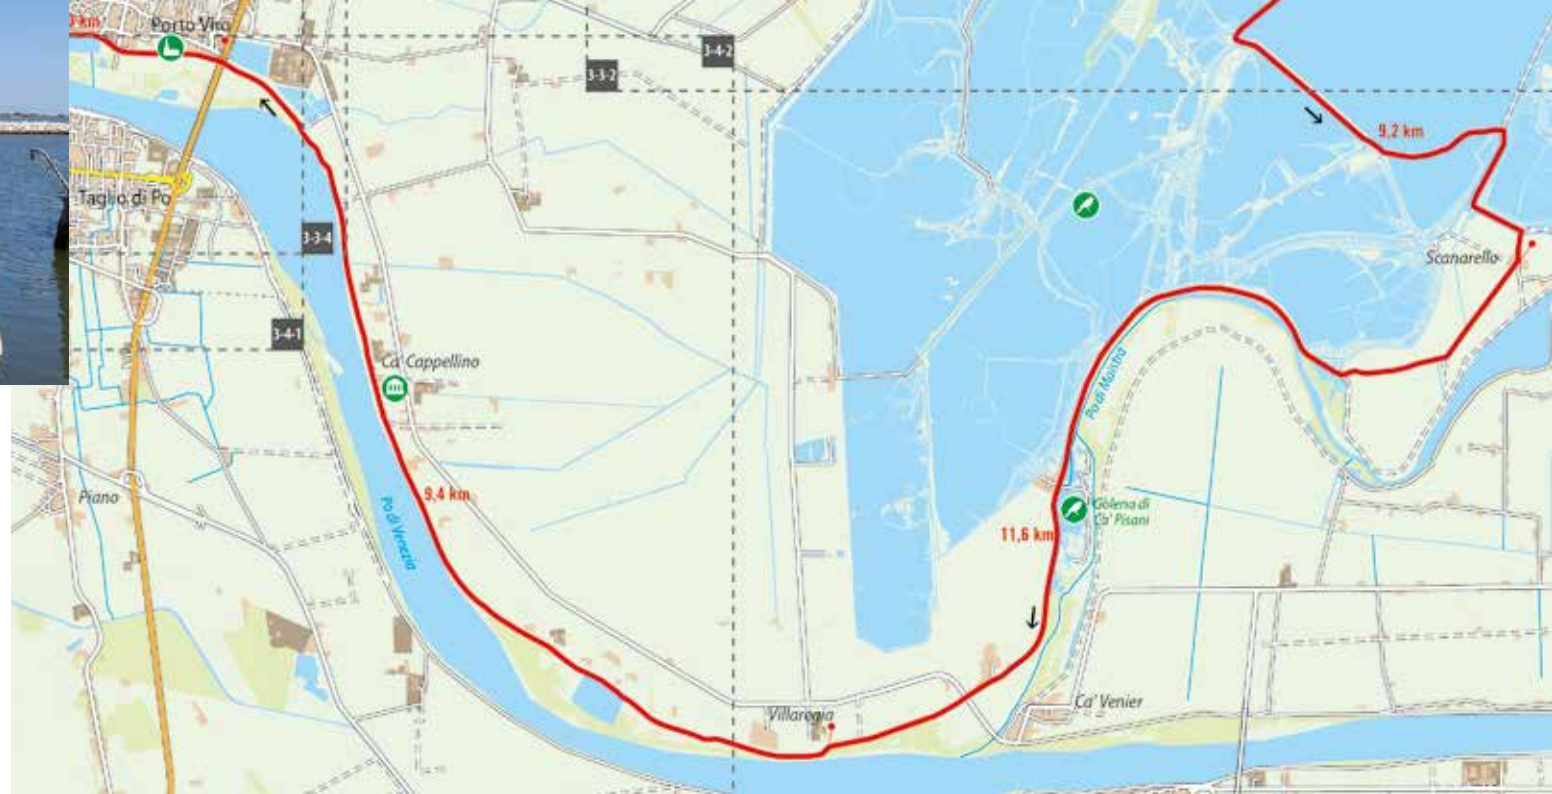 Porto Viro
3-4-2
3-3-2
9,2 km
Taglio di Po
3-3-4
Scanarello
3-4-1
Ca' Cappellino
Po di Maistra
Piano
9,4 km
Po di Venezia
Golena di
Ca' Pisani
11,6 km
Ca' Venier
Villaregia